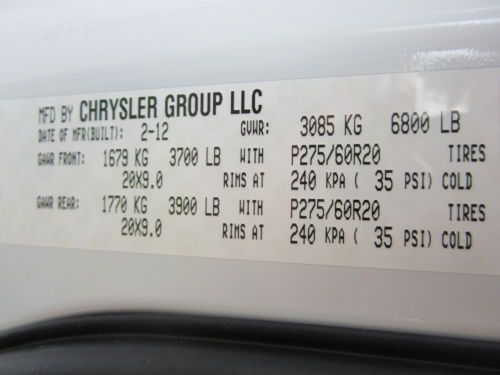 MFD BY CHRYSLER GROUP LLC
DATE OF MFR(BUILT): 2-12 GVWR: 3085 KG 6800 LB
GAWR FRONT: 1679 KG 3700 LB WITH P275/60R20 TIRES
20X9.0 RIMS AT 240 KPA ( 35 PSI) COLD
GAWR REAR: 1770 KG 3900 LB WITH P275/60R20 TIRES
20X9.0 RIMS AT 240 KPA ( 35 PSI) COLD